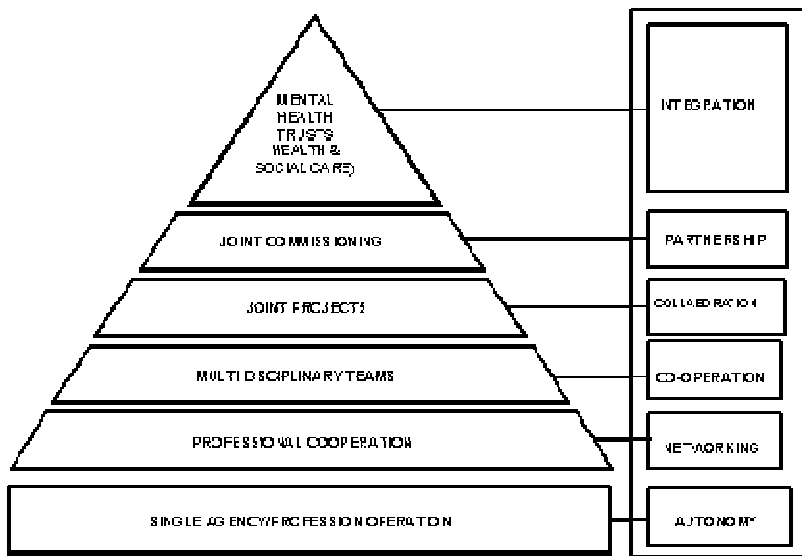 MENTAL
HEALTH
TRUSTS
HEALTH &
SOCIAL CARE)
INTEGRATION
JOINT COMMISSIONING
PARTNERSHIP
JOINT PROJECTS
COLLABORATION
MULTI DISCIPLINARY TEAMS
CO-OPERATION
PROFESSIONAL COOPERATION
NETWORKING
SINGLE AGENCY/PROFESSION OPERATION
AUTONOMY